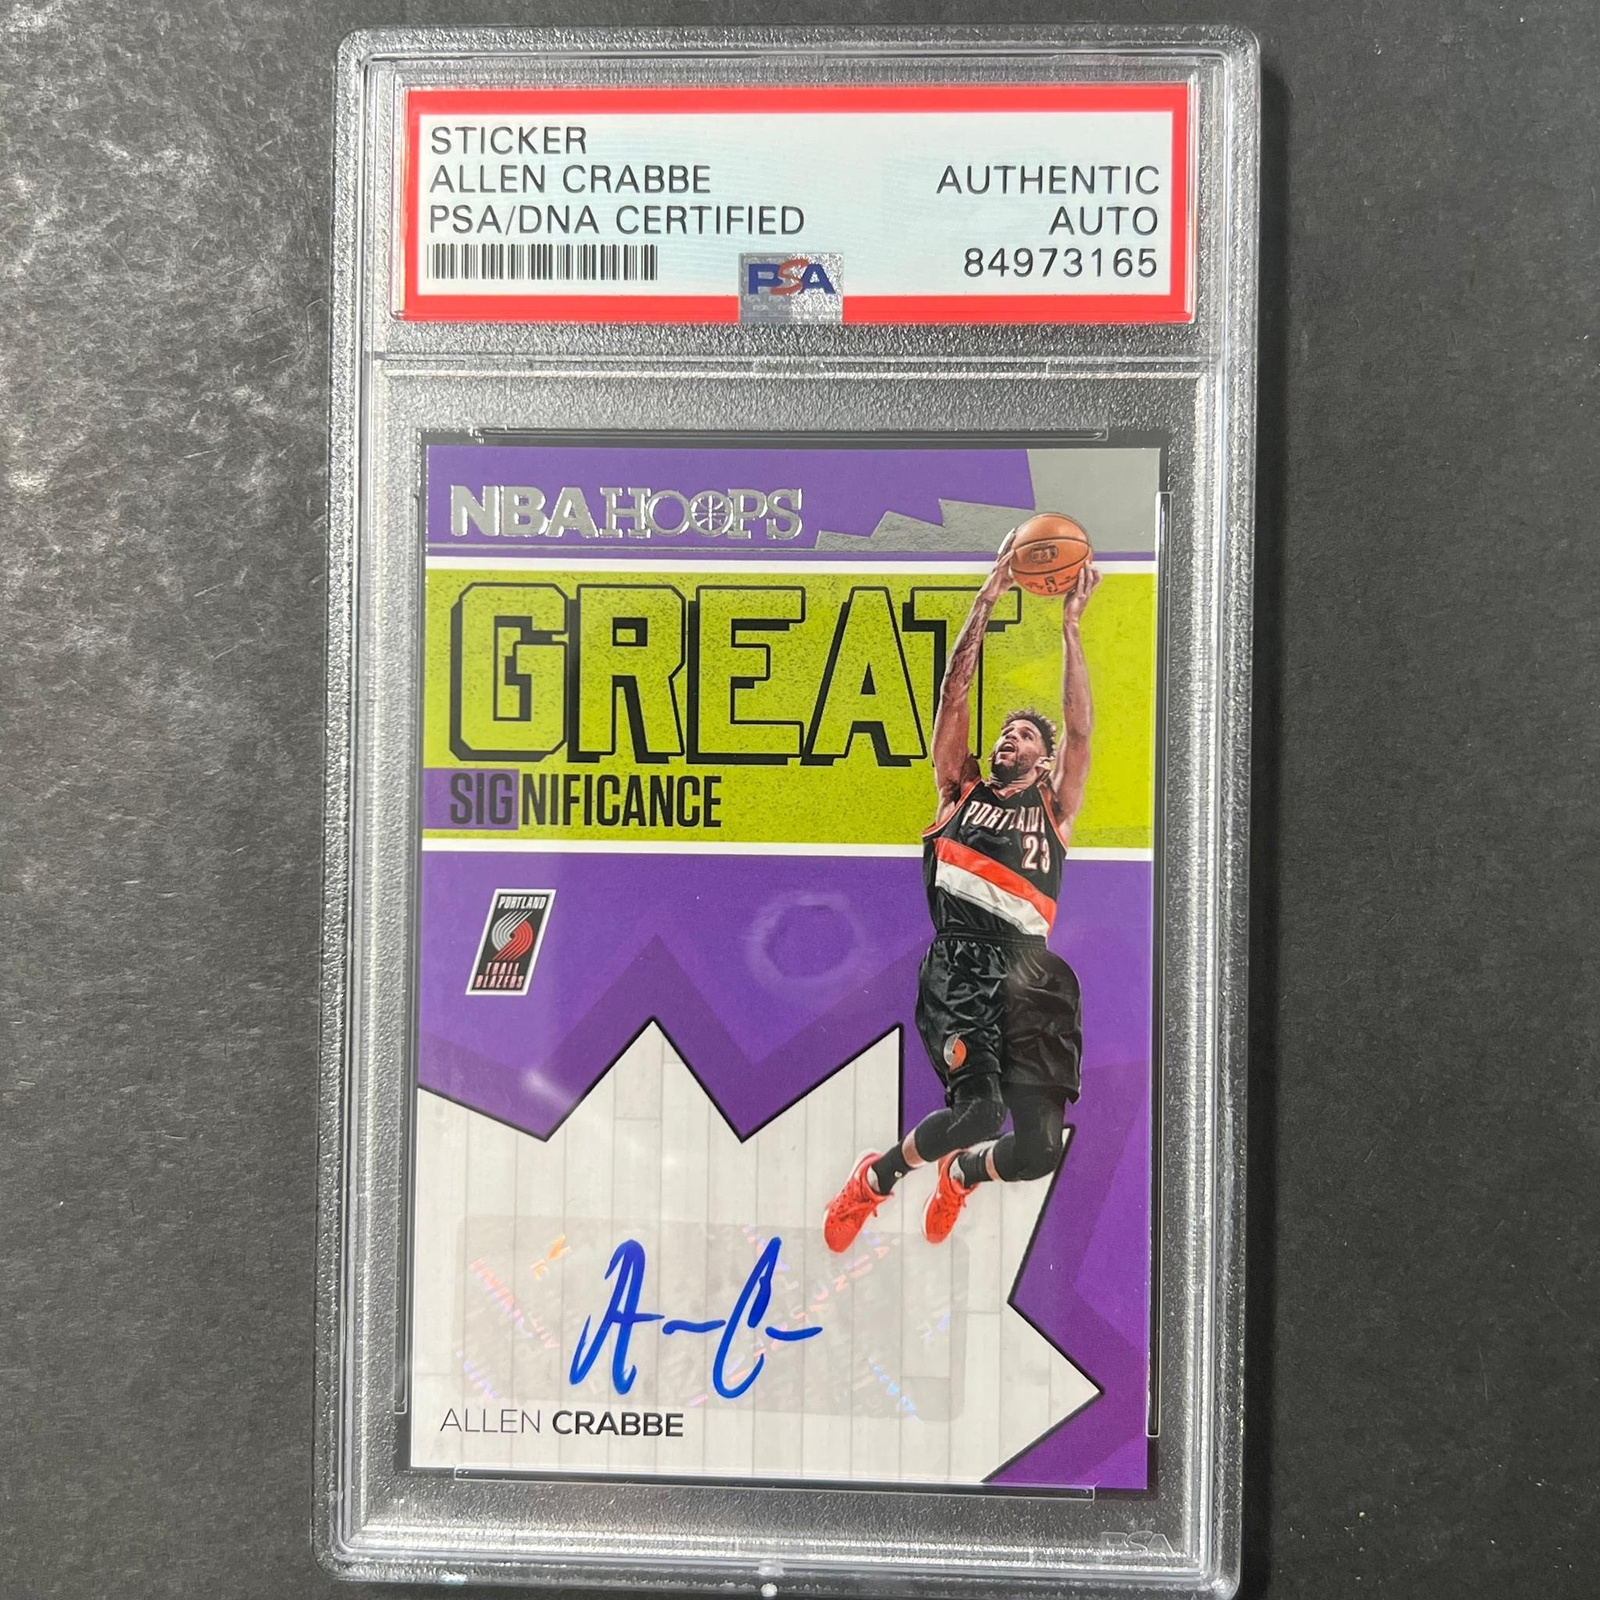 STICKER
ALLEN CRABBE
PSA/DNA CERTIFIED
AUTHENTIC
AUTO
84973165
PSA
NBA HOOPS
GREAT
SIGNIFICANCE
PORTLAND
23
PORTLAND
TRAIL
BLAZERS
ALLEN CRABBE
PSA